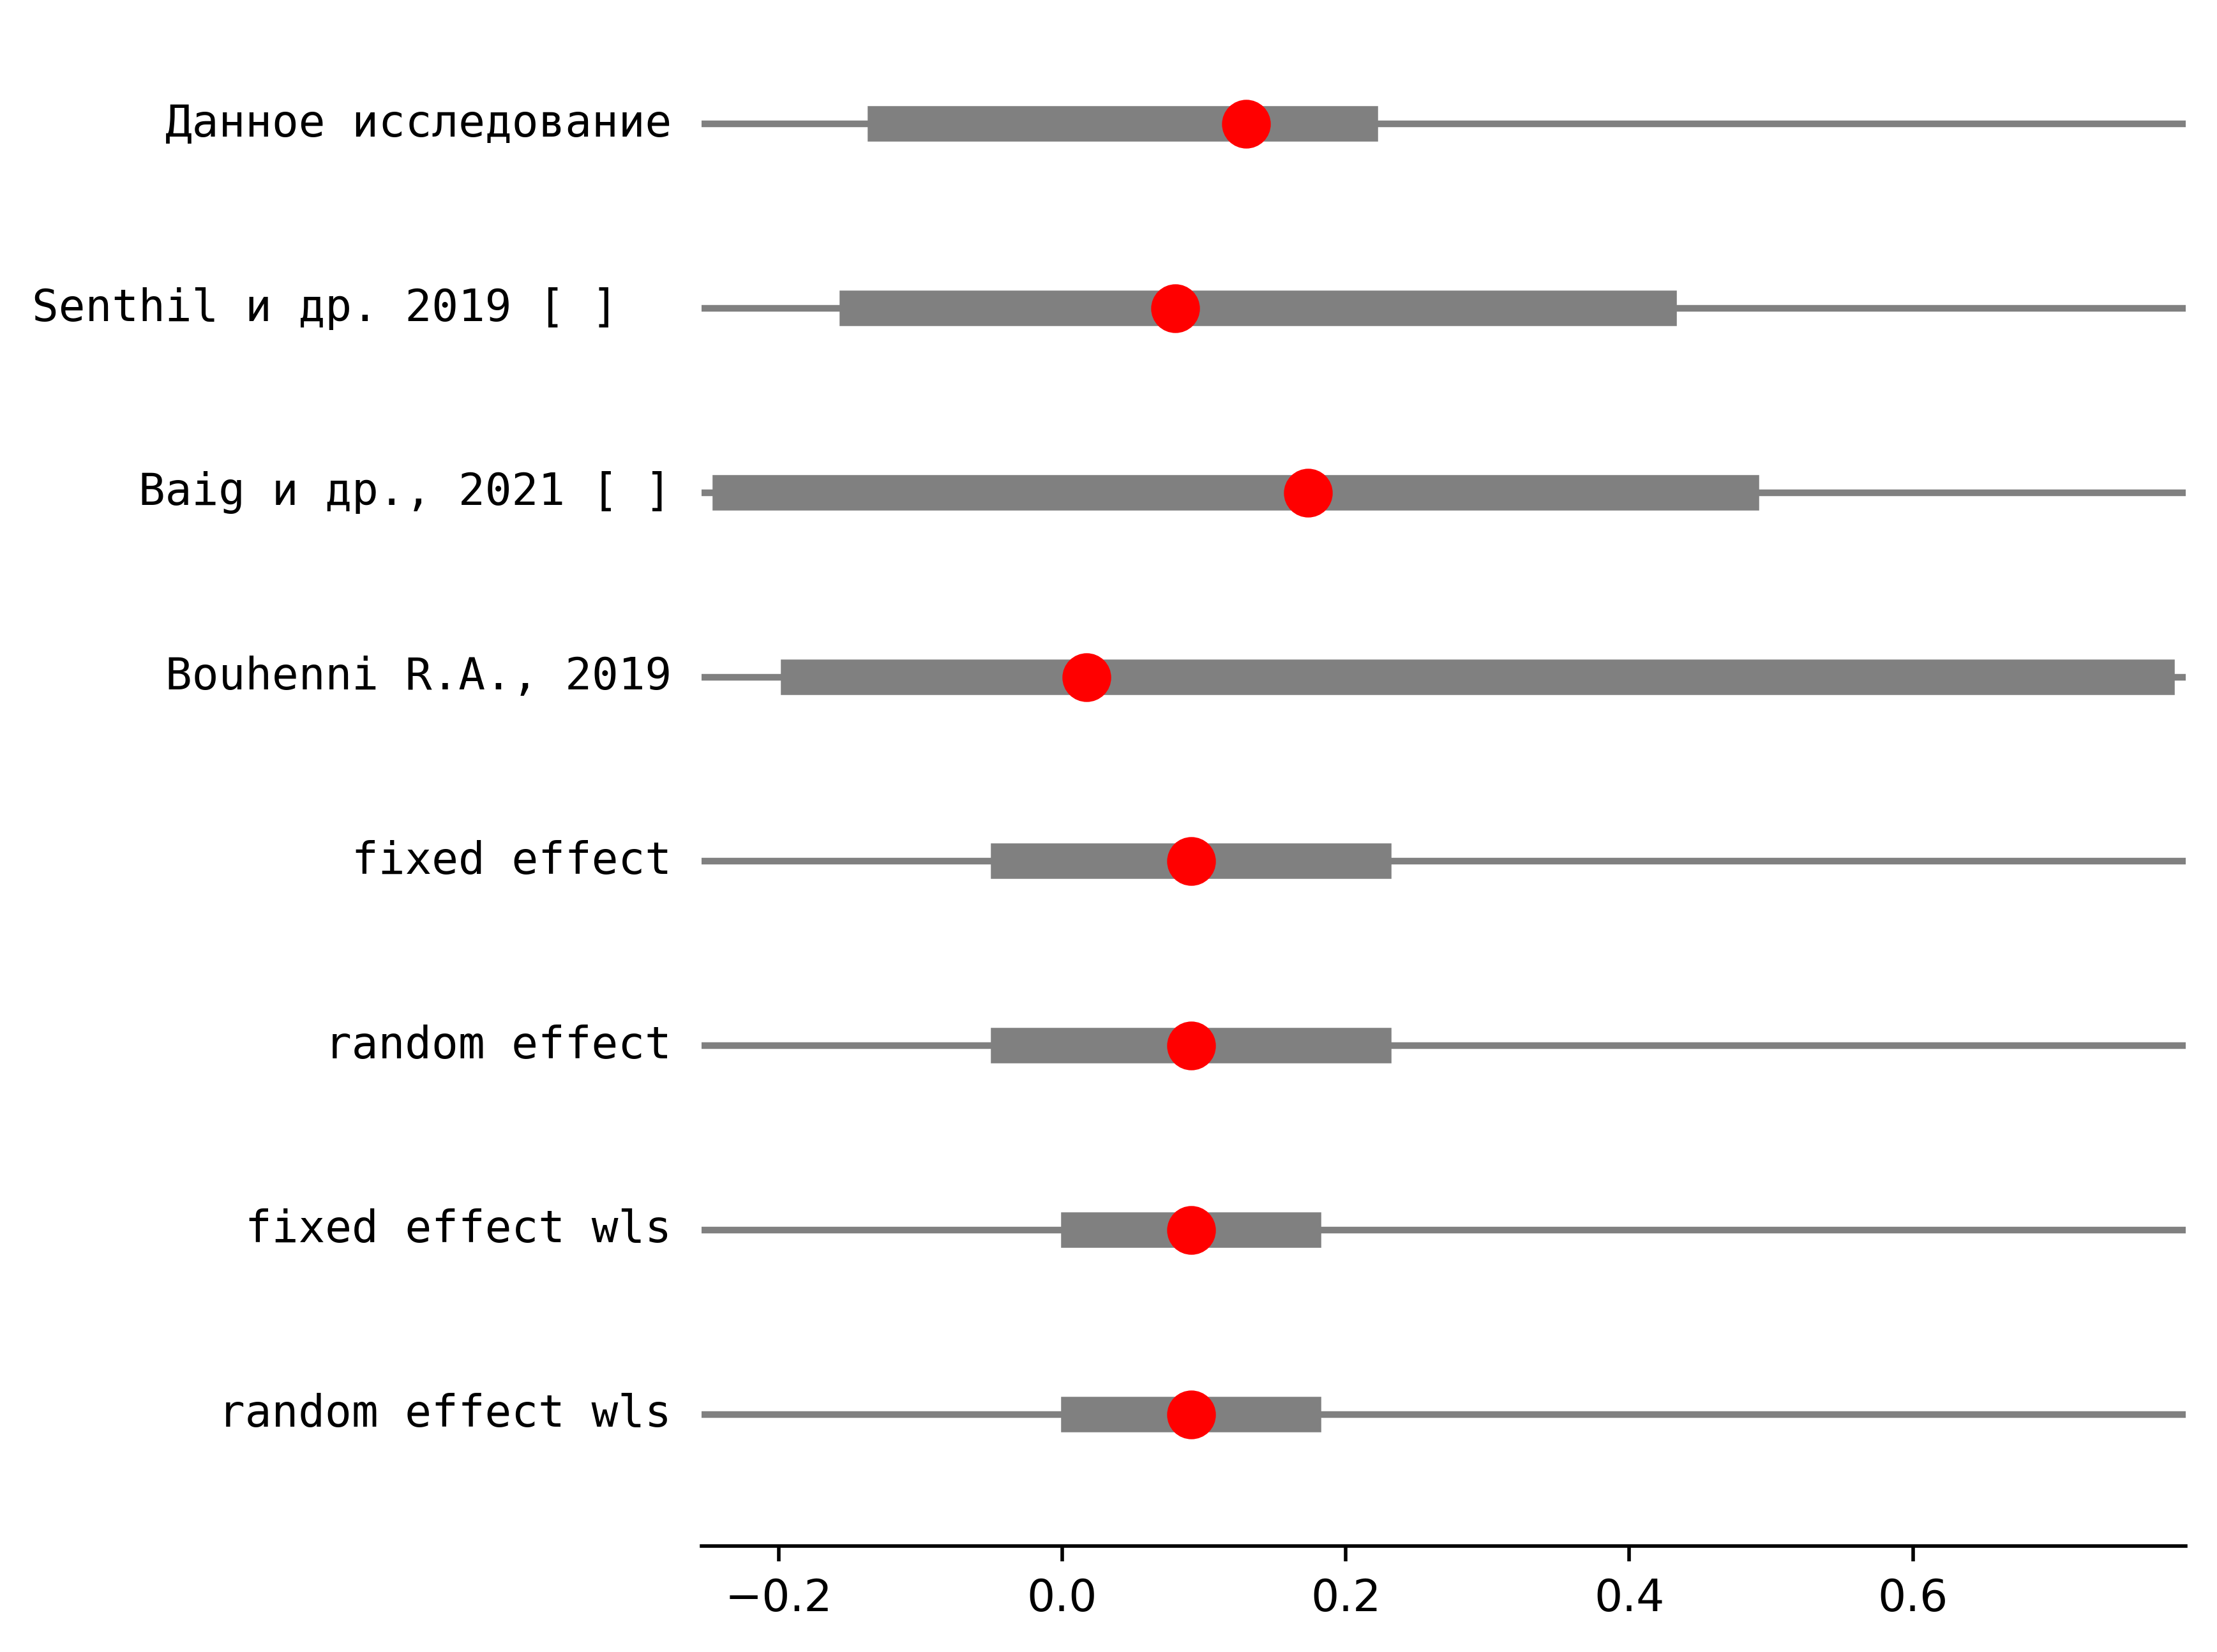 Данное исследование
Senthil и др. 2019 [ ]
Baig и др., 2021 [ ]
Bouhenni R.A., 2019
fixed effect
random effect
fixed effect wls
random effect wls
−0.2 0.0 0.2 0.4 0.6